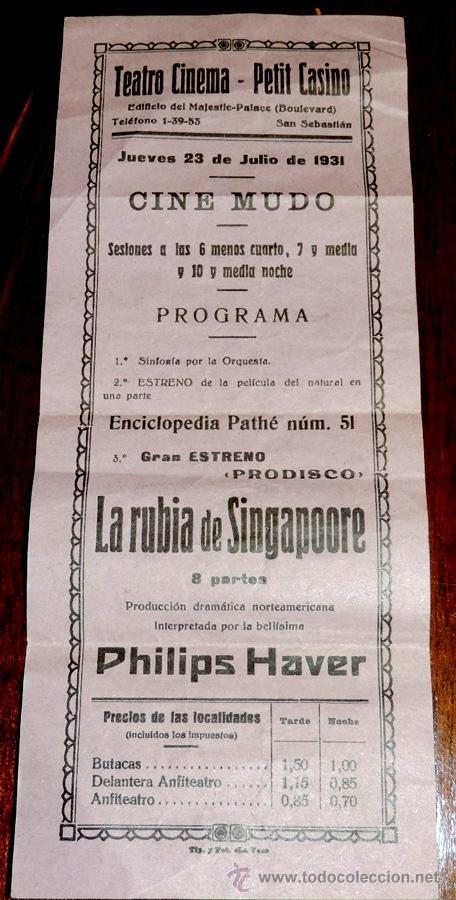 Teatro Cinema - Petit Casino
Edificio del Majestic-Palace (Boulevard)
Teléfono 1-39-53 San Sebastián
Jueves 23 de Julio de 1931
CINE MUDO
Sesiones a las 6 menos cuarto, 7 y media
y 10 y media noche
PROGRAMA
1.º Sinfonía por la Orquesta.
2.º ESTRENO de la película del natural en
una parte
Enciclopedia Pathé núm. 51
3.º Gran ESTRENO
«PRODISCO»
La rubia de Singapoore
8 partes
Producción dramática norteamericana
Interpretada por la bellísima
Philips Haver
Precios de las localidades Tarde Noche
(incluídos los impuestos)
Butacas 1,50 1,00
Delantera Anfiteatro 1,15 0,85
Anfiteatro 0,85 0,70
Tip. y Fot.
www.todocoleccion.net